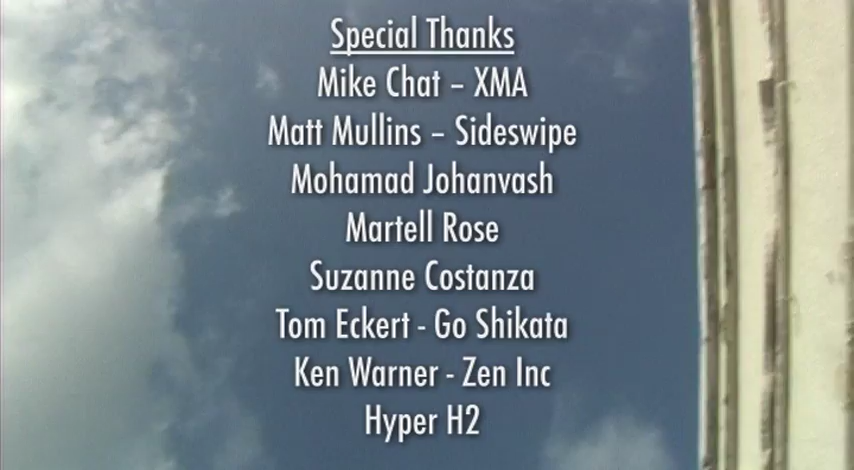 Special Thanks
Mike Chat – XMA
Matt Mullins – Sideswipe
Mohamad Johanvash
Martell Rose
Suzanne Costanza
Tom Eckert - Go Shikata
Ken Warner - Zen Inc
Hyper H2